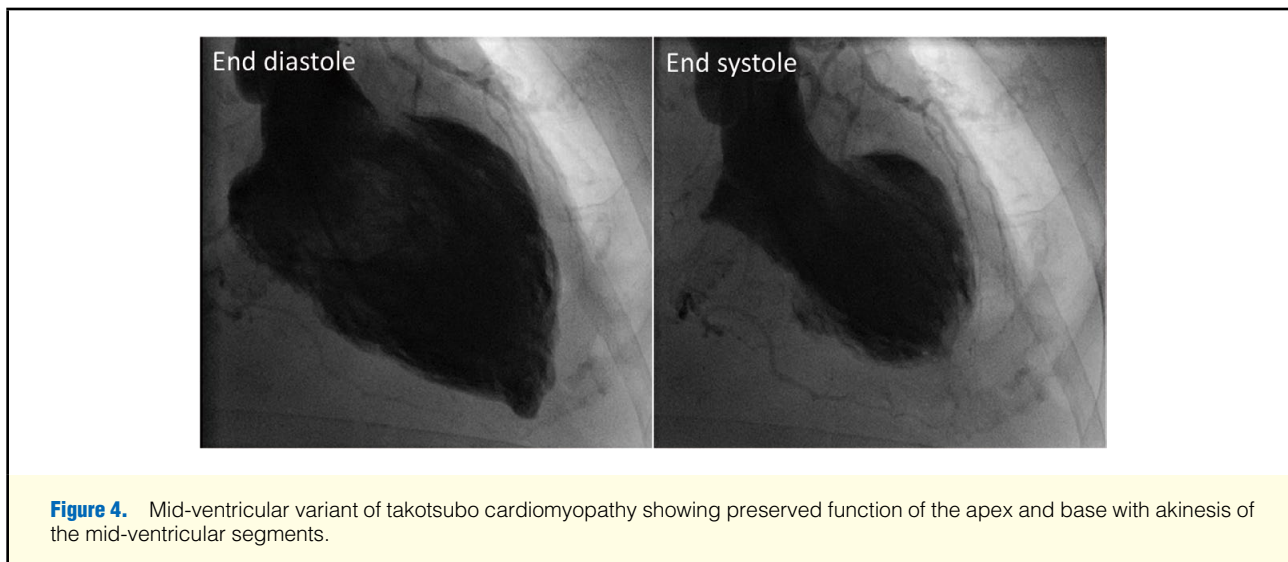 End diastole
End systole
Figure 4. Mid-ventricular variant of takotsubo cardiomyopathy showing preserved function of the apex and base with akinesis of
the mid-ventricular segments.